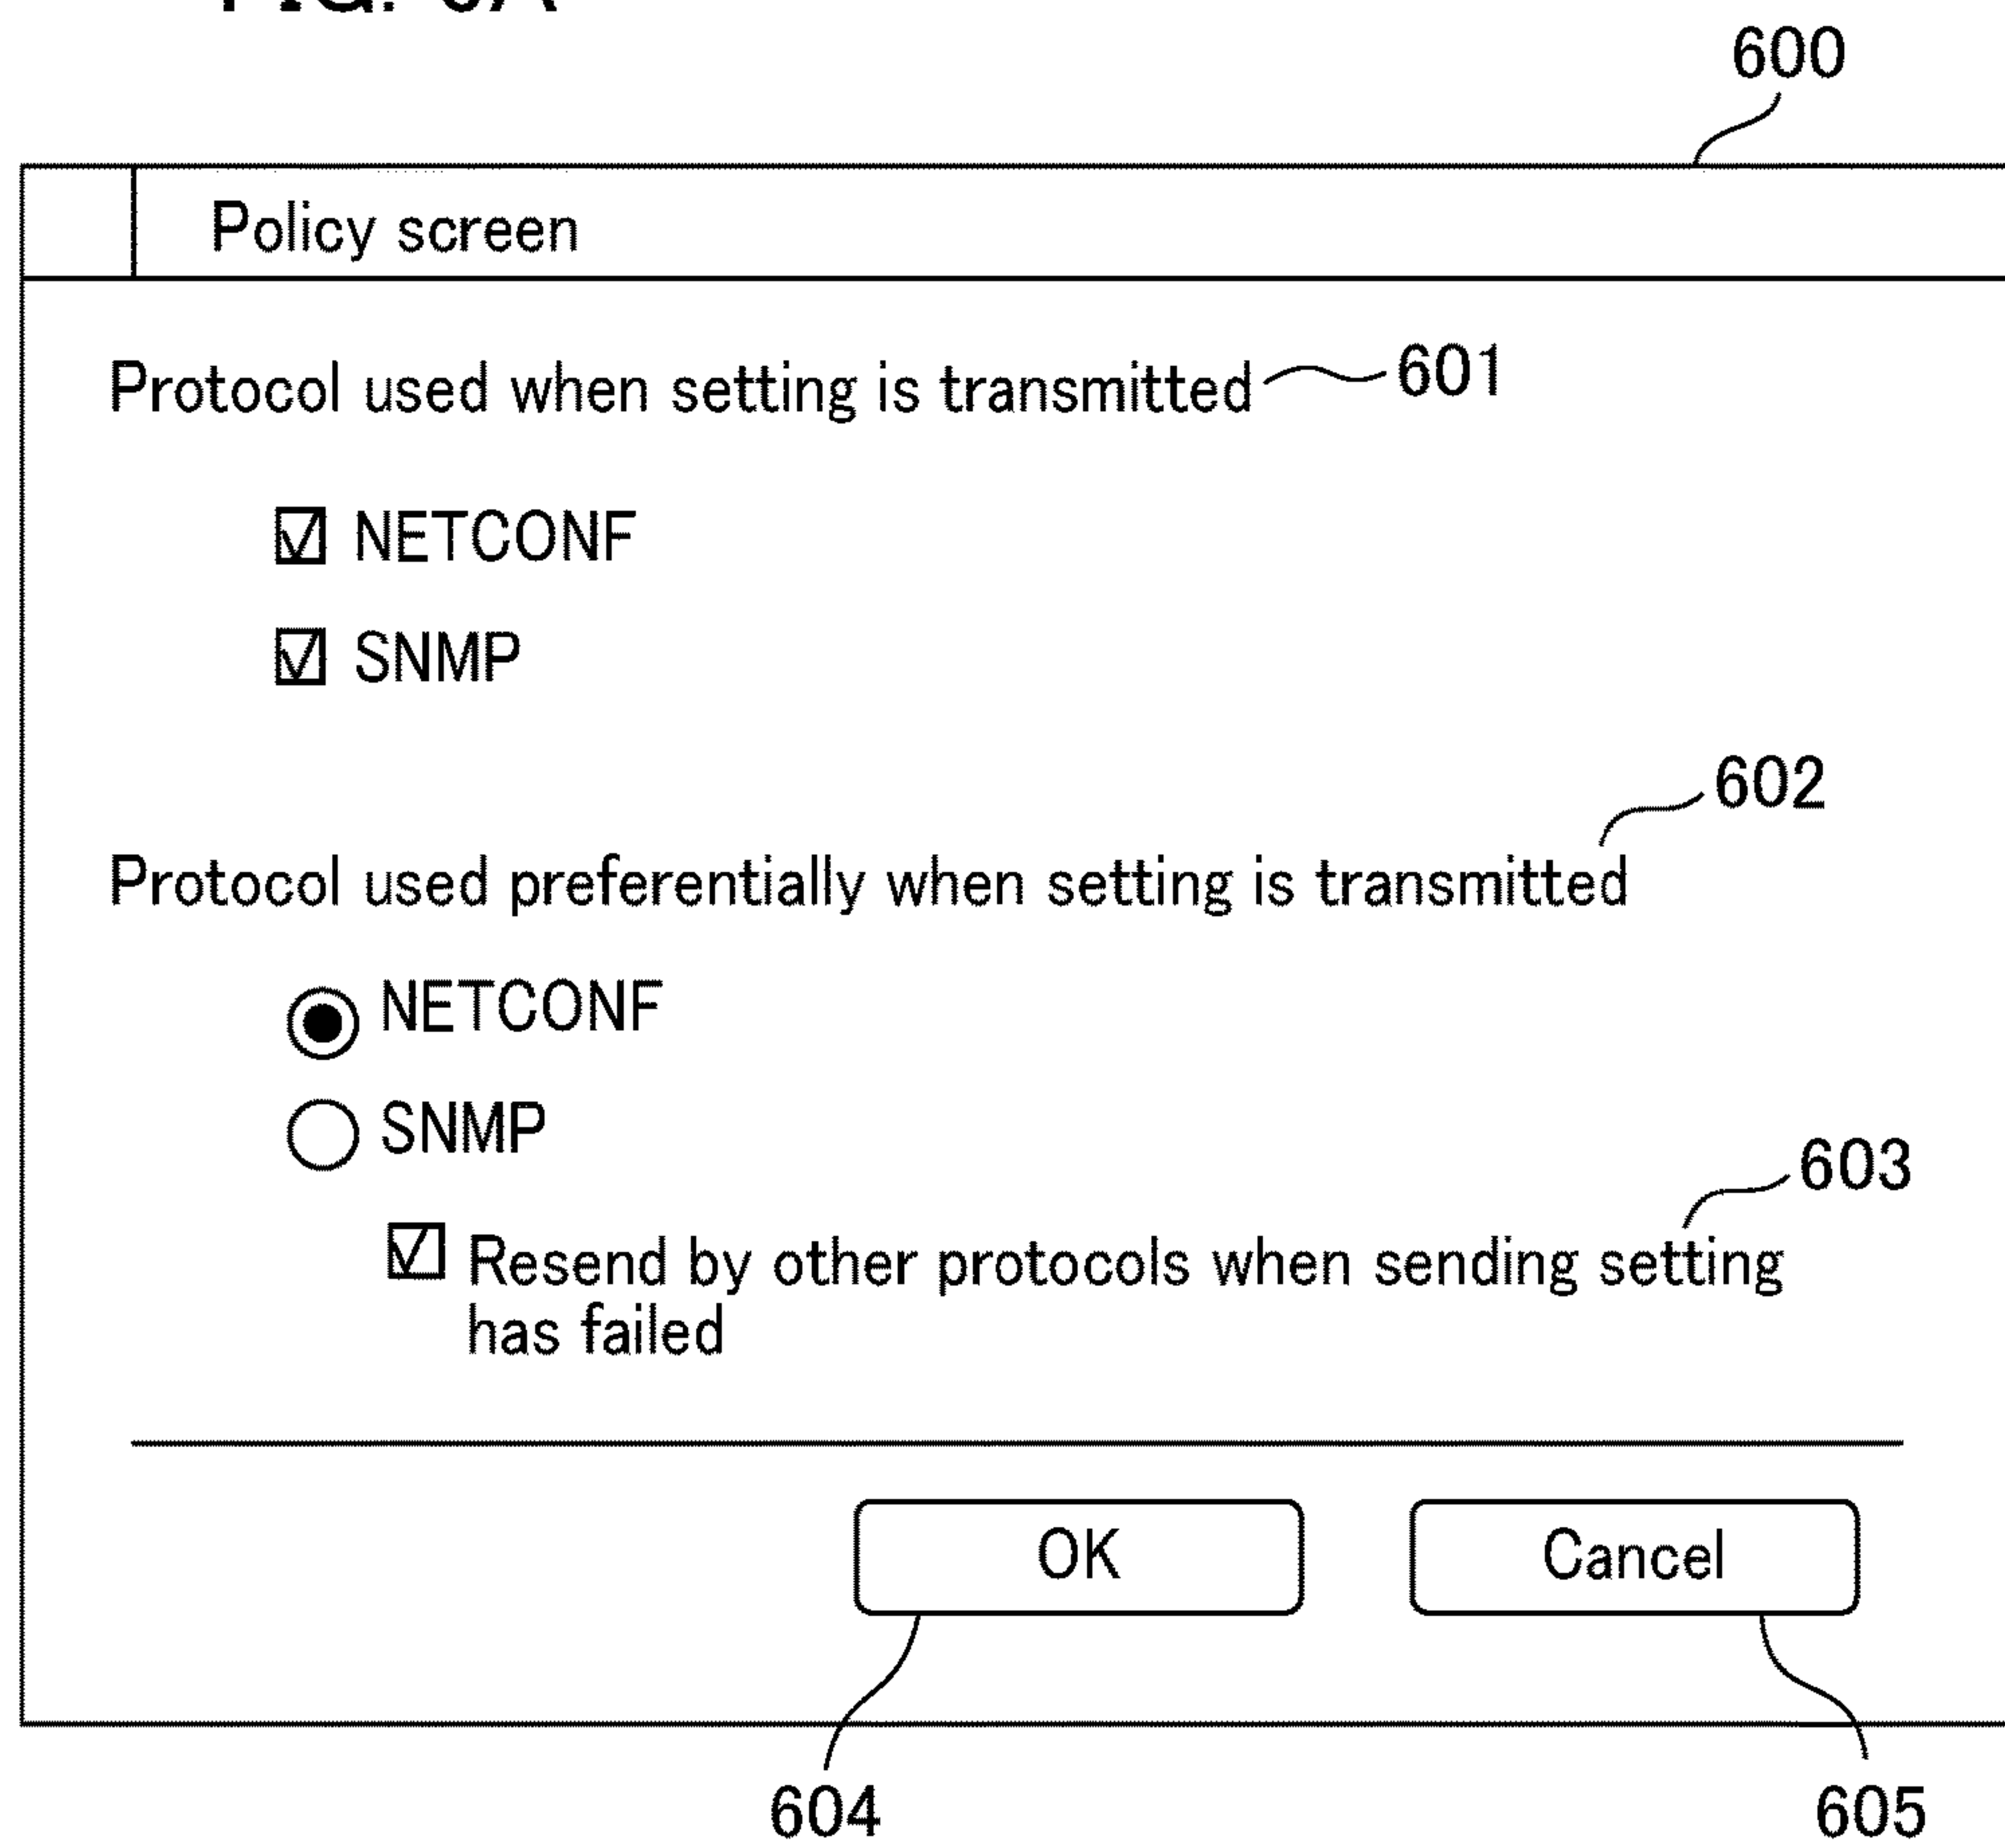 600
Policy screen
Protocol used when setting is transmitted 601
NETCONF
SNMP
602
Protocol used preferentially when setting is transmitted
NETCONF
SNMP
603
Resend by other protocols when sending setting
has failed
OK
Cancel
604
605